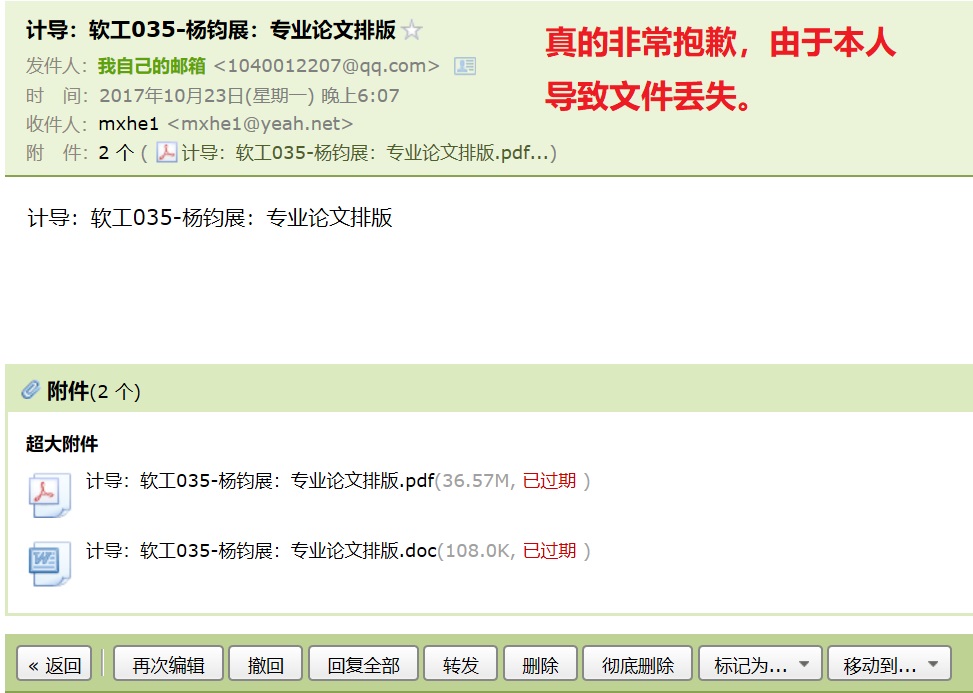 计导：软工035-杨钧展：专业论文排版
真的非常抱歉，由于本人
导致文件丢失。
发件人：我自己的邮箱 <1040012207@qq.com>
时　间：2017年10月23日(星期一) 晚上6:07
收件人：mxhe1 <mxhe1@yeah.net>
附　件：2 个 ( 计导：软工035-杨钧展：专业论文排版.pdf...)
计导：软工035-杨钧展：专业论文排版
附件(2 个)
超大附件
计导：软工035-杨钧展：专业论文排版.pdf(36.57M, 已过期 )
计导：软工035-杨钧展：专业论文排版.doc(108.0K, 已过期 )
« 返回 再次编辑 撤回 回复全部 转发 删除 彻底删除 标记为... 移动到...